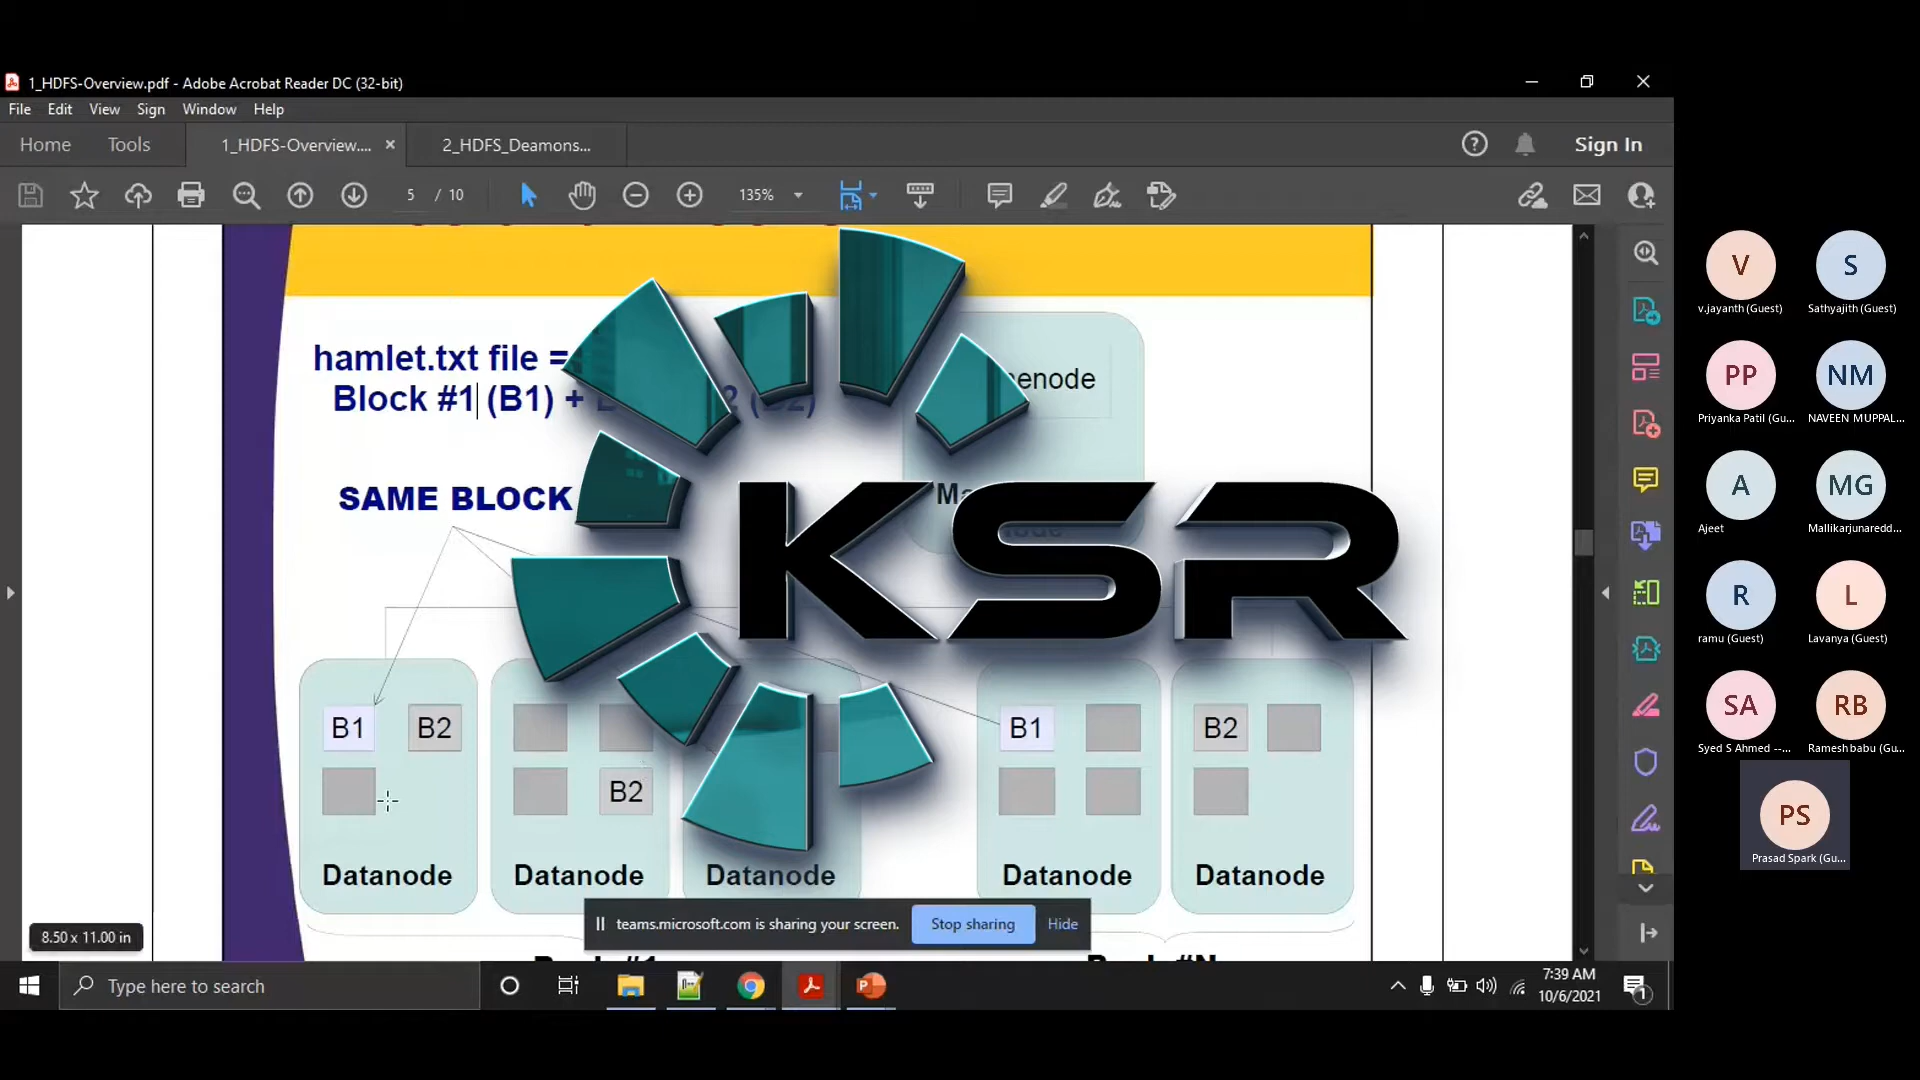 1_HDFS-Overview.pdf - Adobe Acrobat Reader DC (32-bit)
File Edit View Sign Window Help
Home Tools 1_HDFS-Overview.... × 2_HDFS_Deamons... Sign In
5 / 10 135%
hamlet.txt file =
enode
Block #1 (B1) +
2 (B2)
SAME BLOCK
KSR
B1 B2 B1 B2
B2
Datanode Datanode Datanode Datanode Datanode
8.50 x 11.00 in
teams.microsoft.com is sharing your screen. Stop sharing Hide
Type here to search
7:39 AM
10/6/2021
1
V S
v.jayanth (Guest) Sathyajith (Guest)
PP NM
Priyanka Patil (Gu... NAVEEN MUPPAL...
A MG
Ajeet Mallikarjunaredd...
R L
ramu (Guest) Lavanya (Guest)
SA RB
Syed S Ahmed --... Ramesh babu (Gu...
PS
Prasad Spark (Gu...